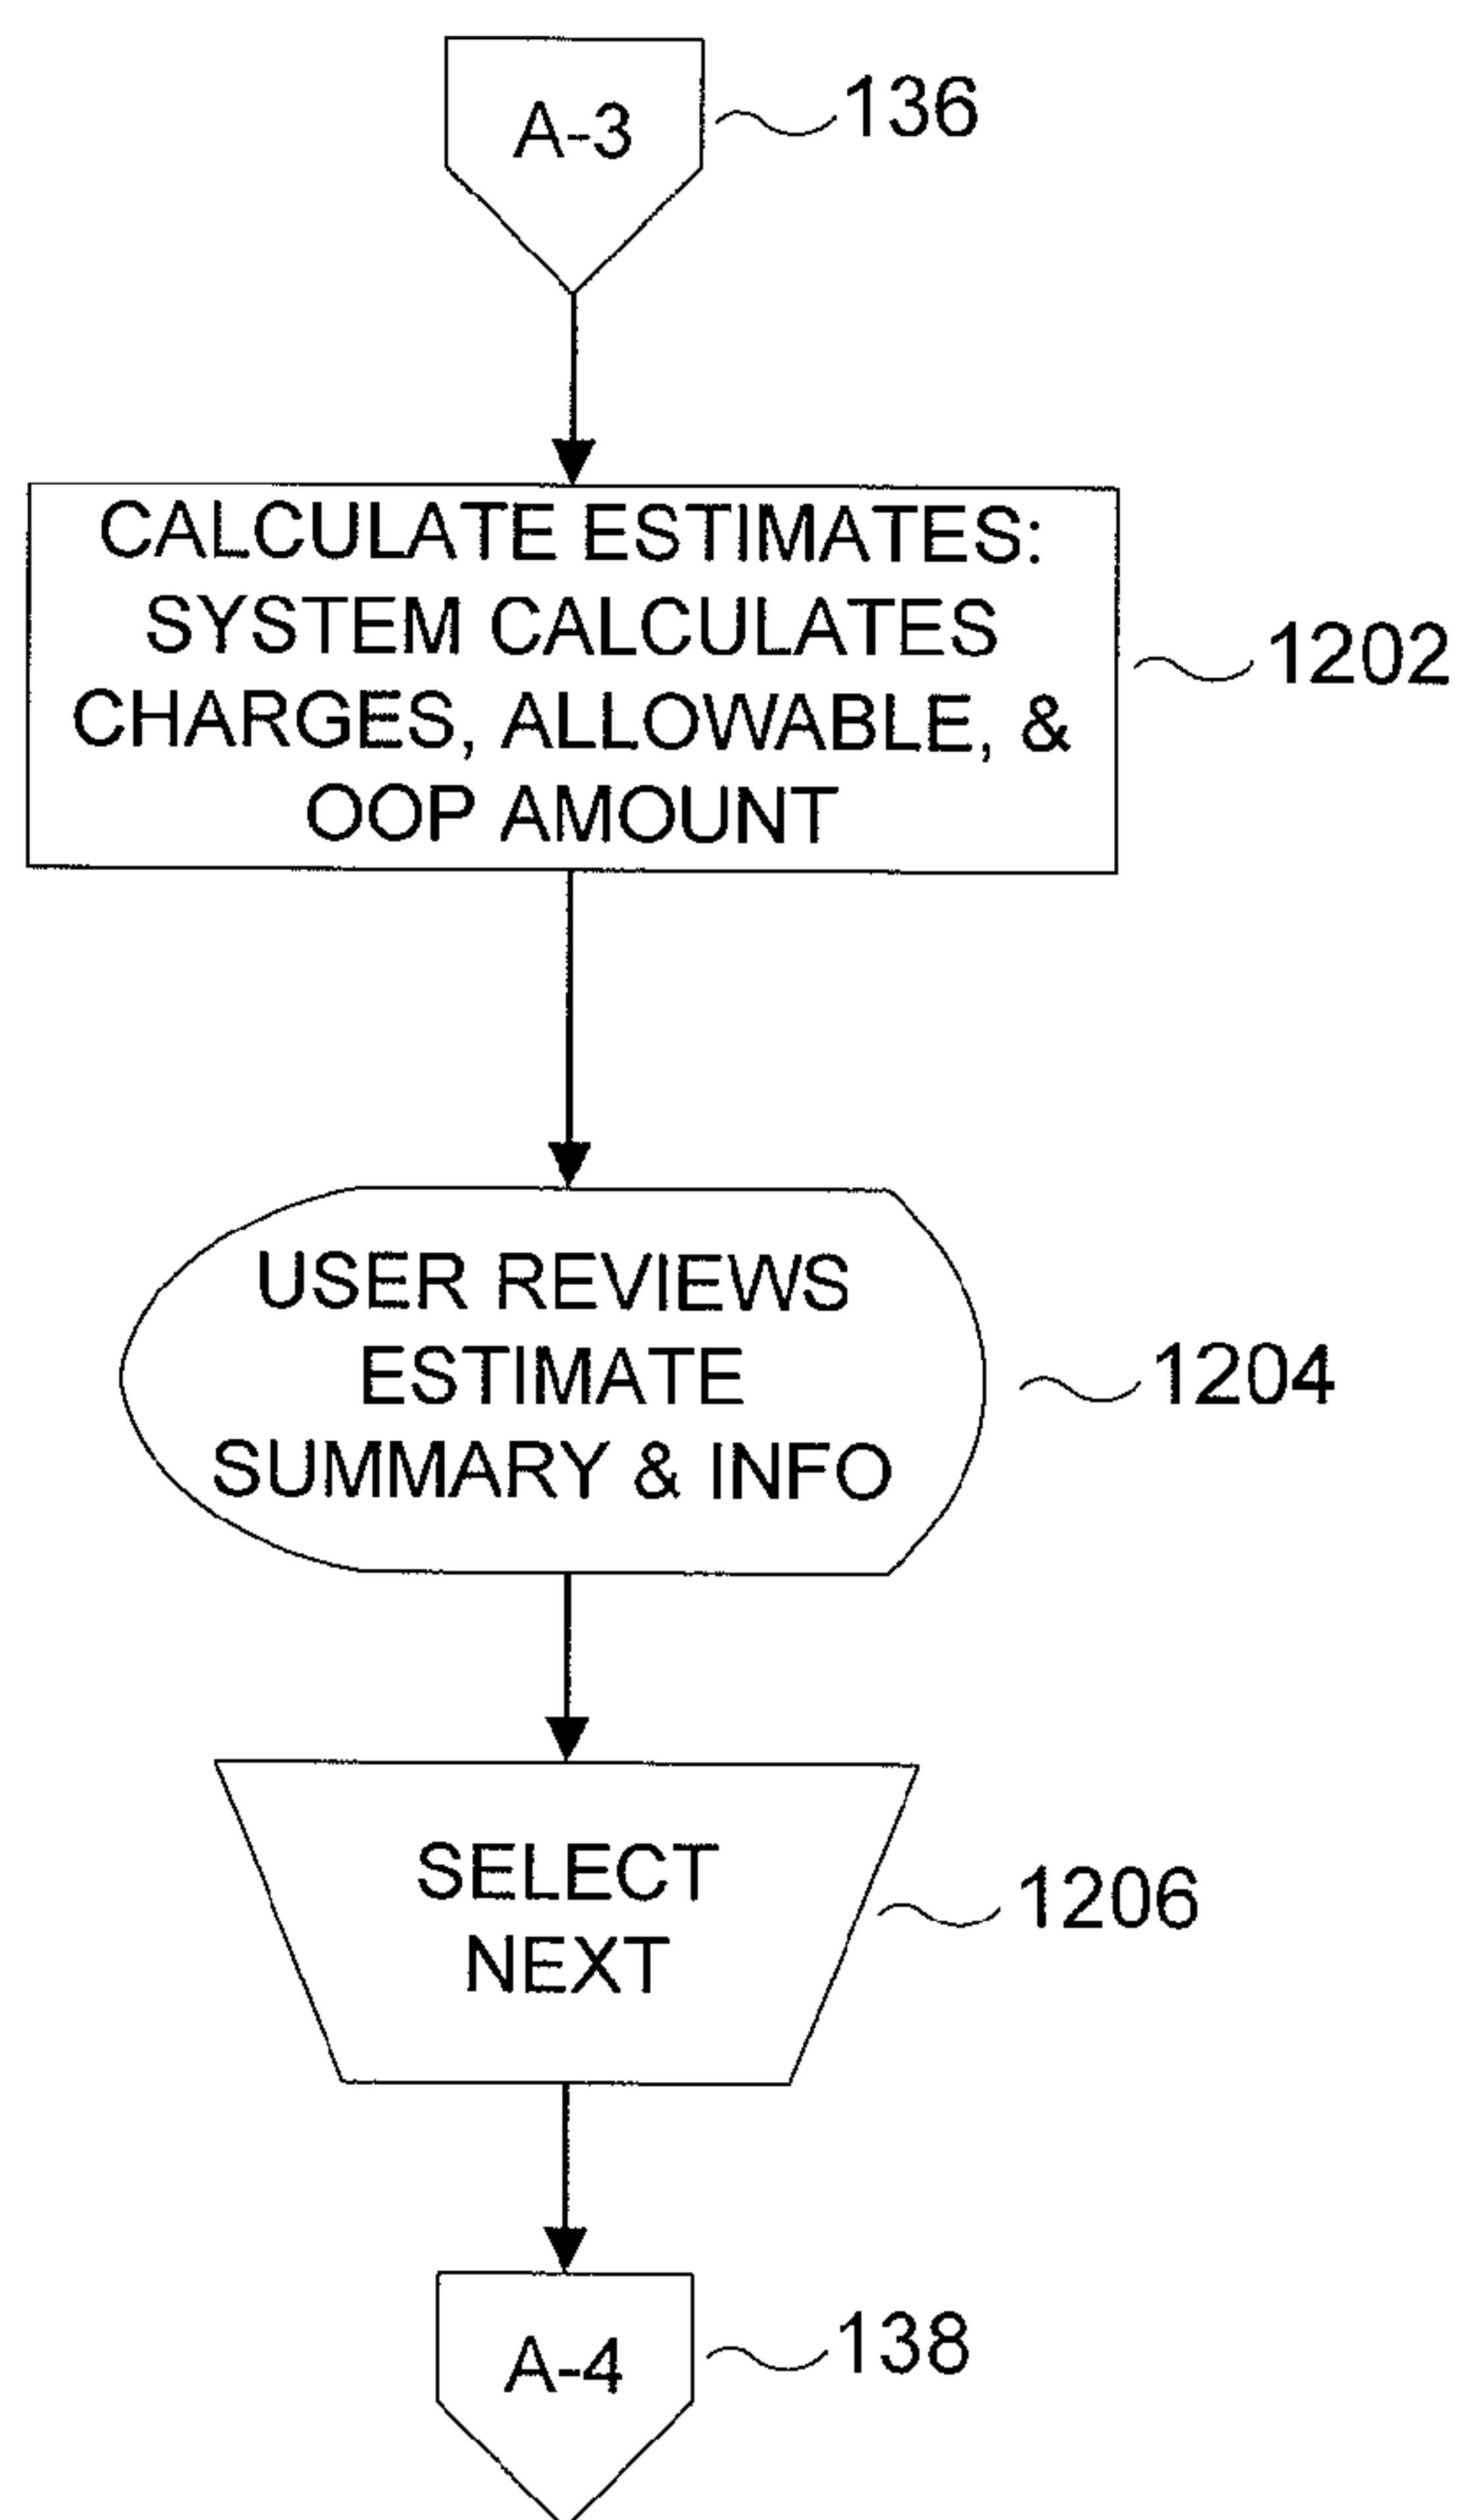 A-3
136
CALCULATE ESTIMATES:
SYSTEM CALCULATES
CHARGES, ALLOWABLE, &
OOP AMOUNT
1202
USER REVIEWS
ESTIMATE
SUMMARY & INFO
1204
SELECT
NEXT
1206
A-4
138